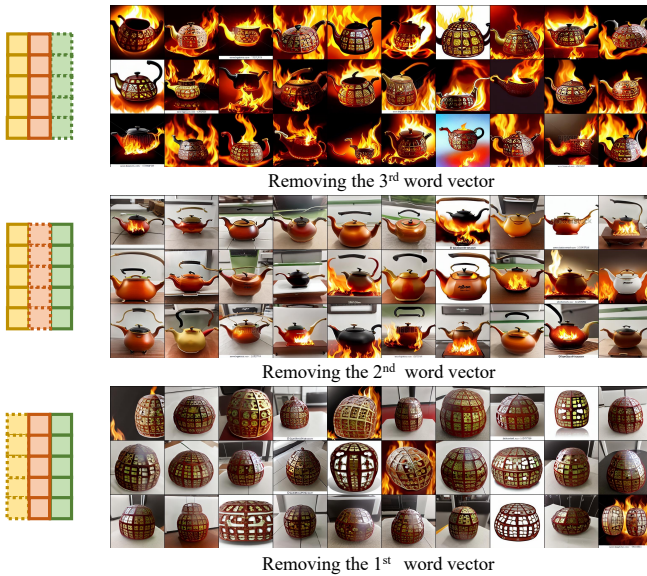 Removing the 3rd word vector
Removing the 2nd word vector
Removing the 1st word vector